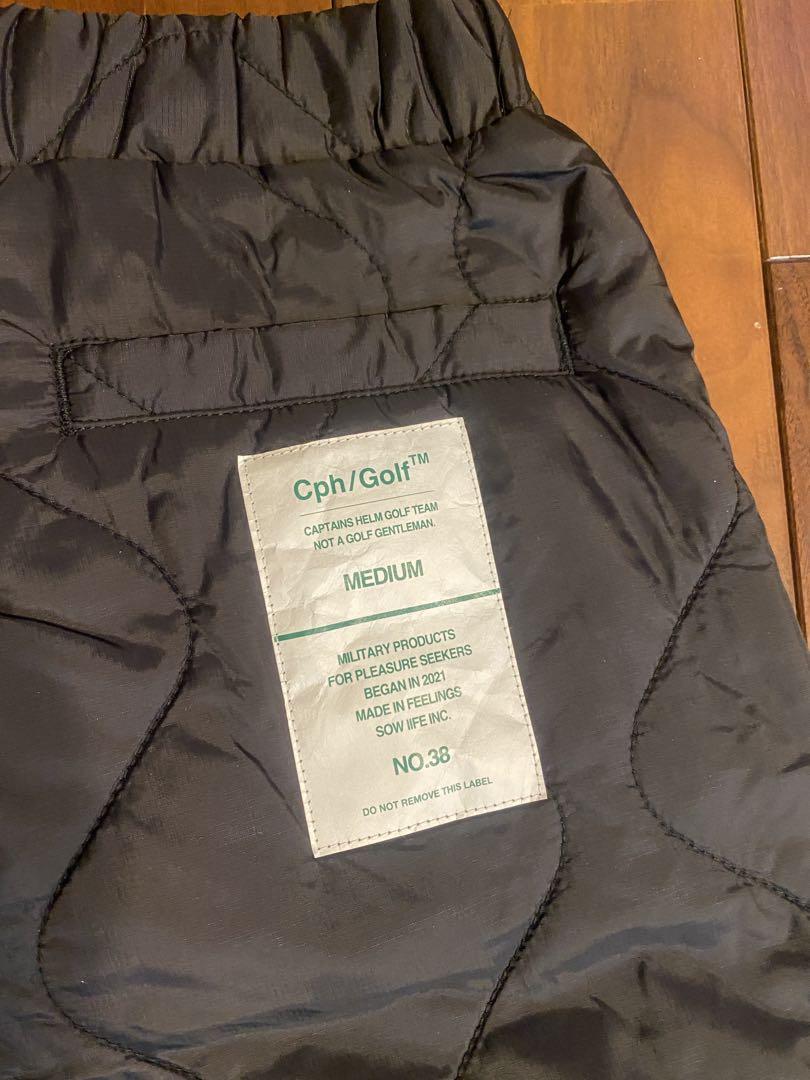 Cph/Golf™
CAPTAINS HELM GOLF TEAM
NOT A GOLF GENTLEMAN.
MEDIUM
MILITARY PRODUCTS
FOR PLEASURE SEEKERS
BEGAN IN 2021
MADE IN FEELINGS
SOW IIFE INC.
NO.38
DO NOT REMOVE THIS LABEL